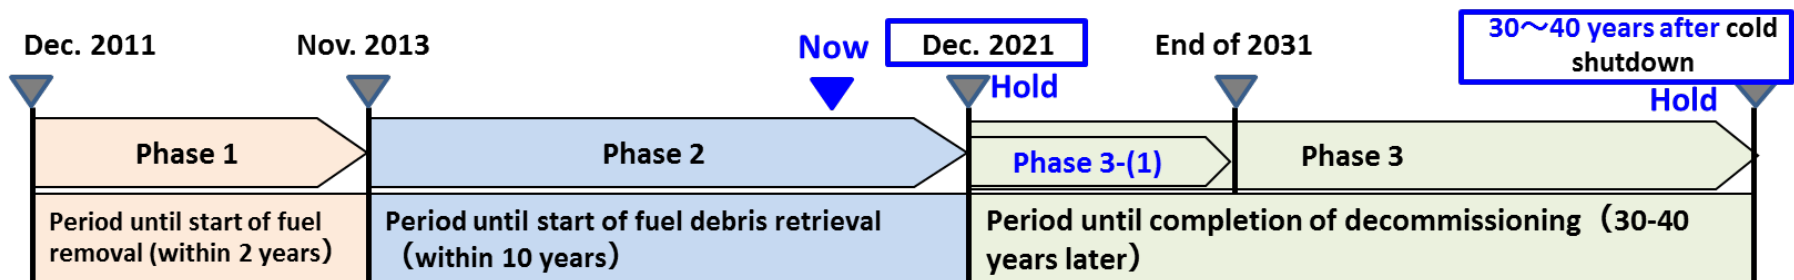 Dec. 2011
Nov. 2013
Now
Dec. 2021
Hold
End of 2031
30～40 years after cold
shutdown
Hold
Phase 1
Phase 2
Phase 3-(1)
Phase 3
Period until start of fuel
removal (within 2 years)
Period until start of fuel debris retrieval
（within 10 years）
Period until completion of decommissioning（30-40
years later）